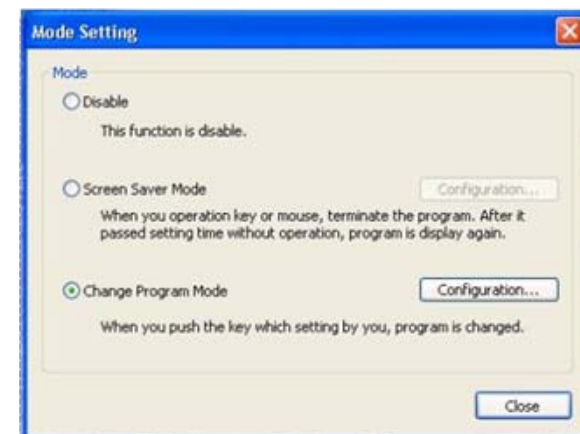 Mode Setting
Mode
Disable
This function is disable.
Screen Saver Mode
Configuration...
When you operation key or mouse, terminate the program. After it
passed setting time without operation, program is display again.
Change Program Mode
Configuration...
When you push the key which setting by you, program is changed.
Close